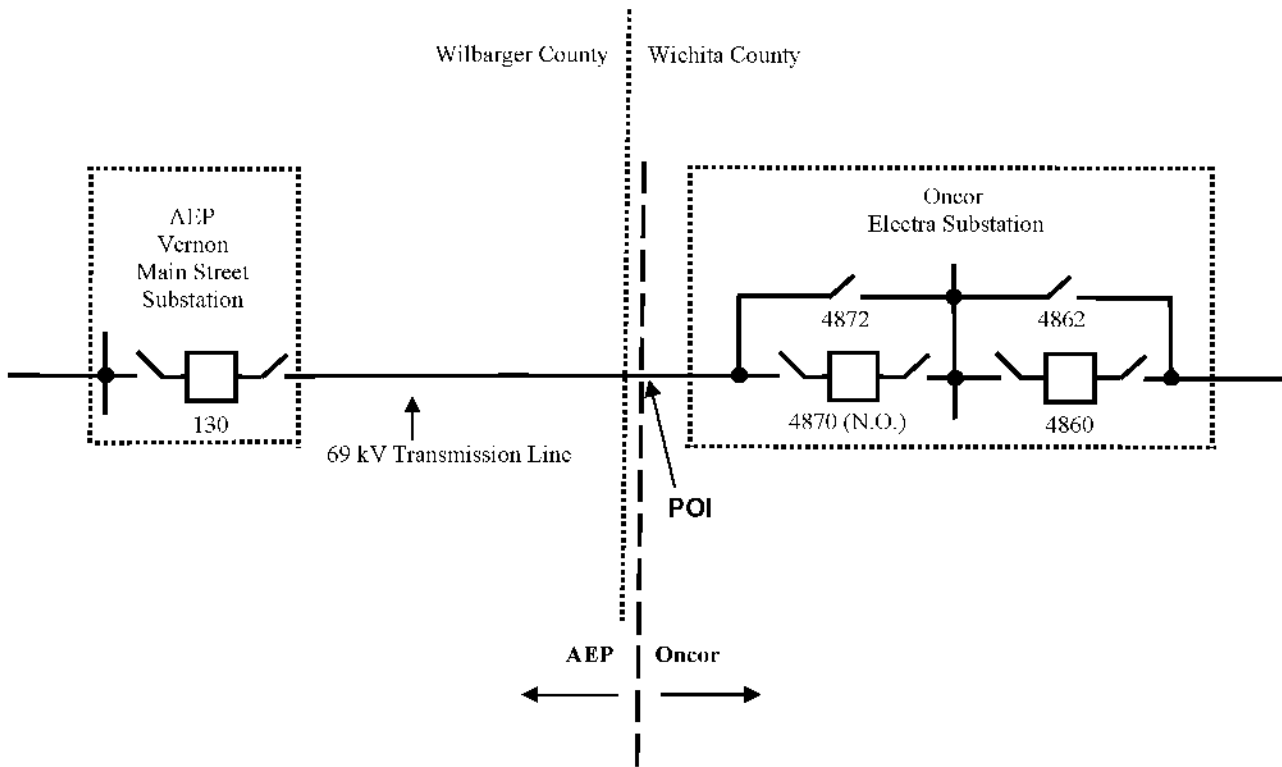 Wilbarger County
Wichita County
AEP
Vernon
Main Street
Substation
Oncor
Electra Substation
4872
4862
130
4870 (N.O.)
4860
69 kV Transmission Line
POI
AEP
Oncor